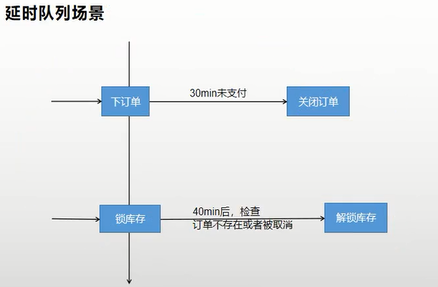 延时队列场景
下订单
30min未支付
关闭订单
锁库存
40min后，检查
订单不存在或者被取消
解锁库存